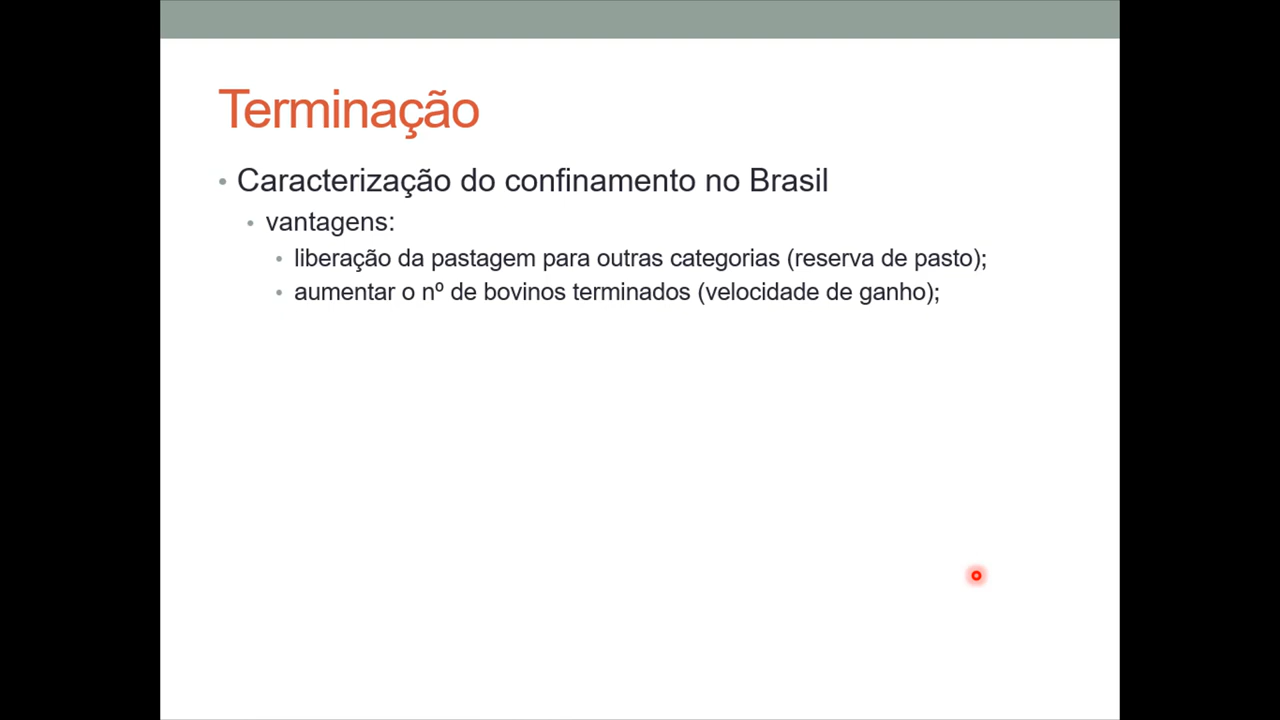 Terminação
• Caracterização do confinamento no Brasil
• vantagens:
• liberação da pastagem para outras categorias (reserva de pasto);
• aumentar o nº de bovinos terminados (velocidade de ganho);